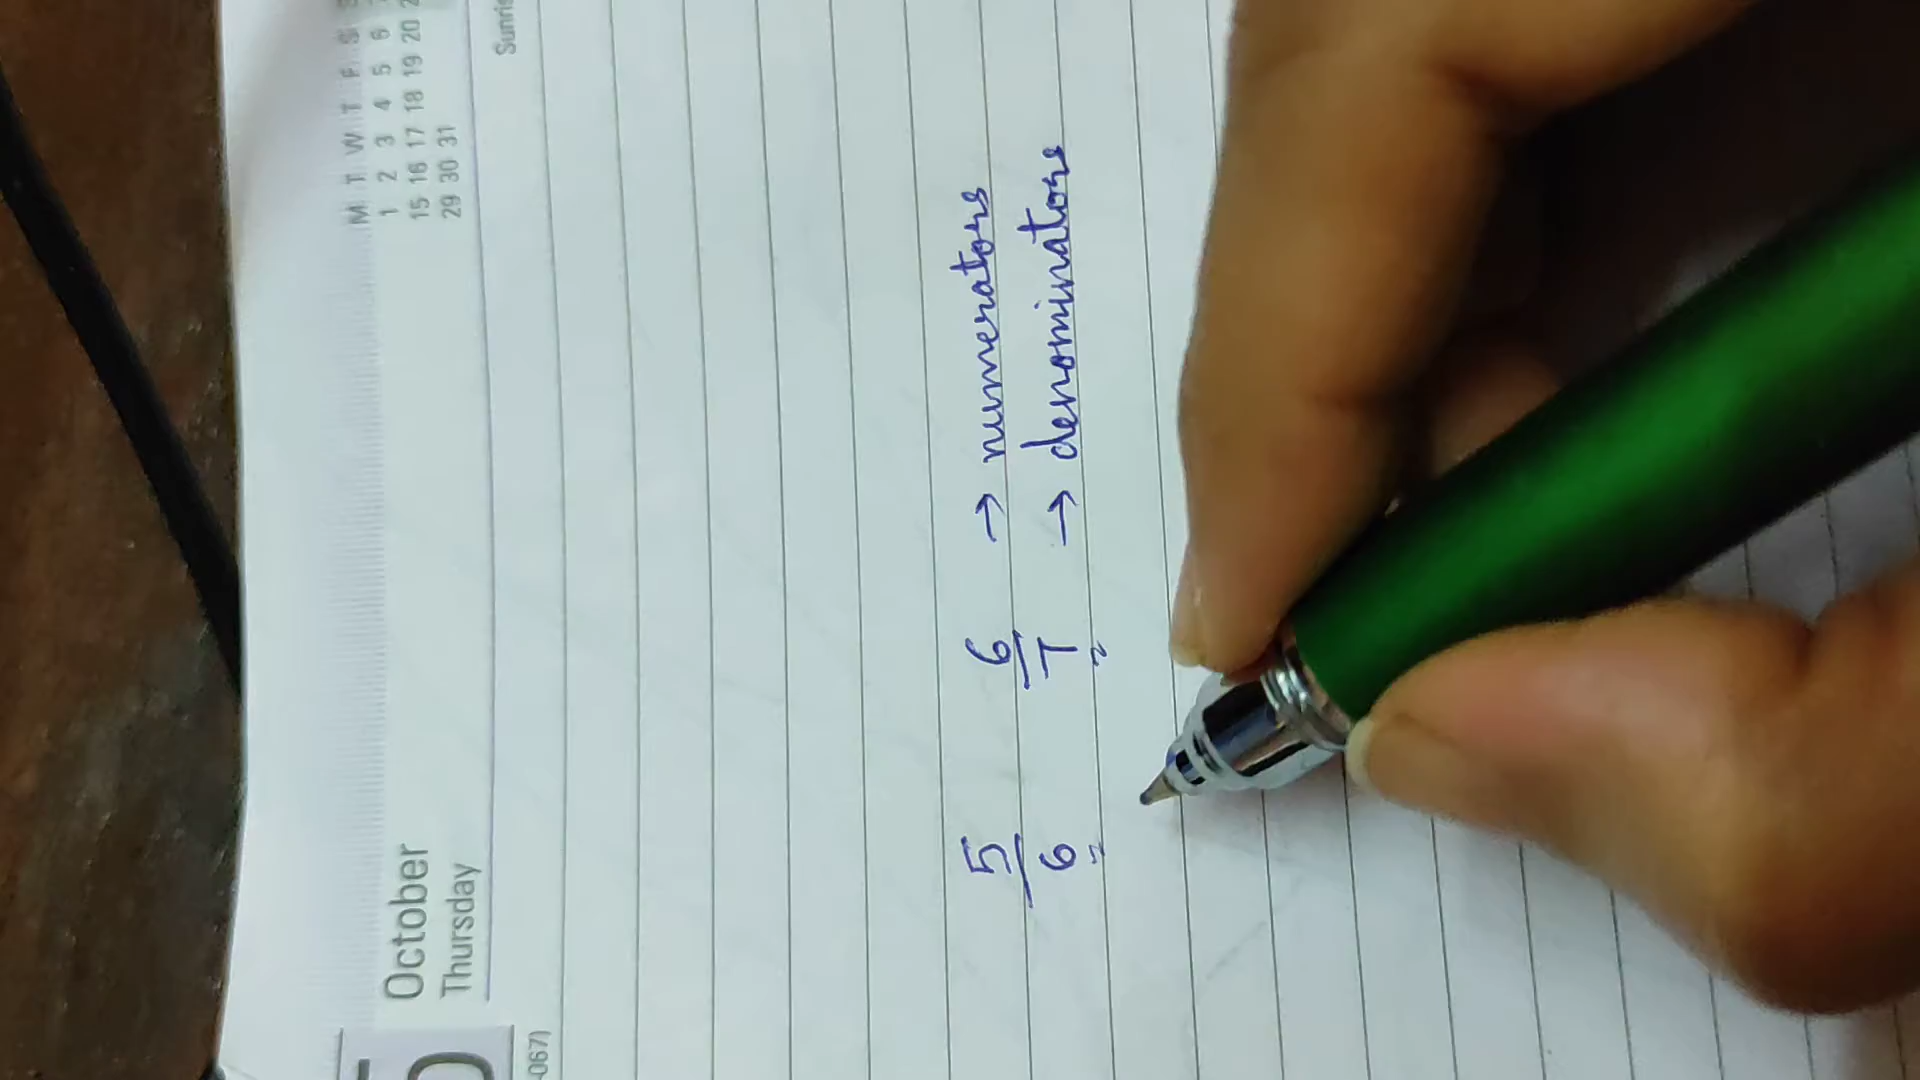 October
Thursday
M T W T F S
1 2 3 4 5 6
15 16 17 18 19 20
29 30 31
-067)
5 6 → numerators
6 7 → denominators